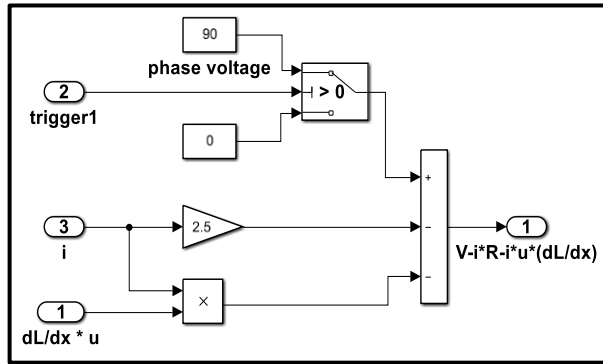 90
phase voltage
2
trigger1
> 0
0
+
3
i
2.5
−
1
V-i*R-i*u*(dL/dx)
×
−
1
dL/dx * u